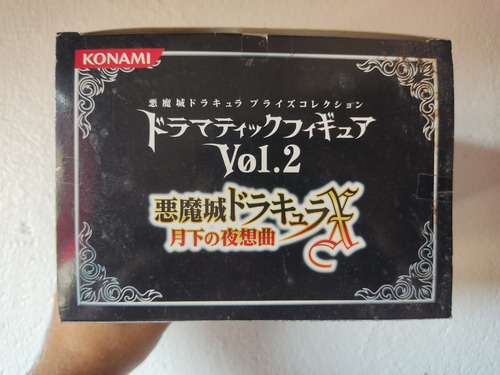 KONAMI
悪魔城ドラキュラ プライズコレクション
ドラマティックフィギュア
Vol.2
悪魔城ドラキュラX
月下の夜想曲